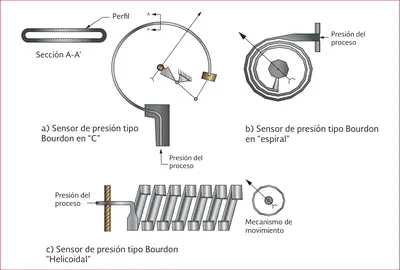 Perfil
A
A
Sección A-A'
Presión del
proceso
a) Sensor de presión tipo
Bourdon en "C"
Presión del
proceso
b) Sensor de presión tipo Bourdon
en "espiral"
Presión del
proceso
Mecanismo de
movimiento
c) Sensor de presión tipo Bourdon
"Helicoidal"